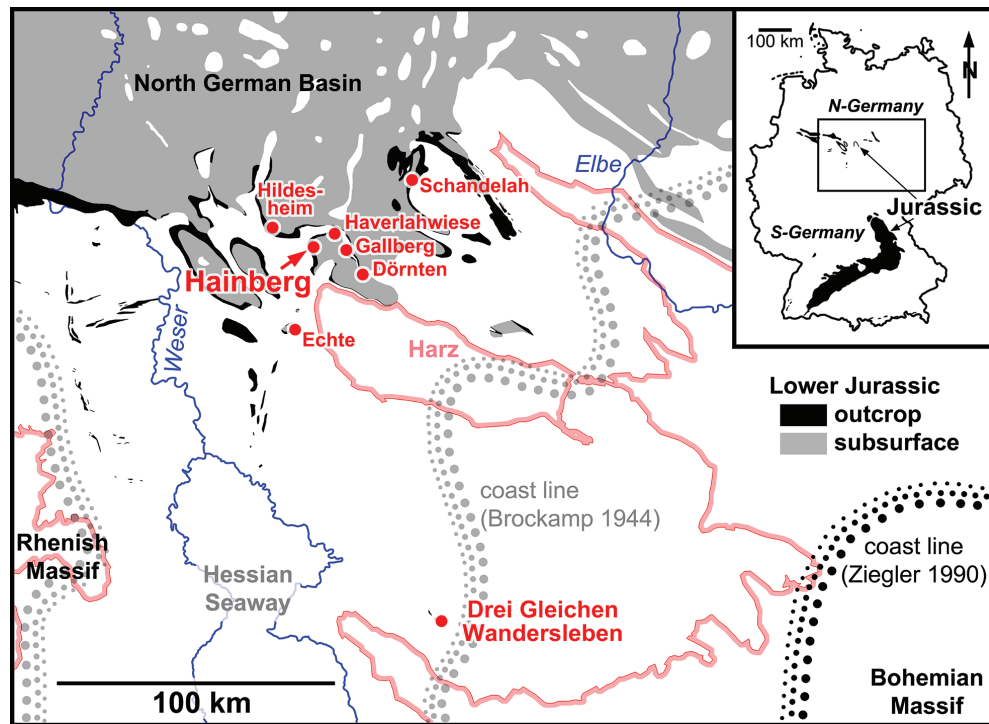 North German Basin
Hildes-
heim
Schandelah
Haverlahwiese
Gallberg
Dörnten
Hainberg
Echte
Harz
Weser
Elbe
100 km
N
N-Germany
Jurassic
S-Germany
Lower Jurassic
outcrop
subsurface
coast line
(Brockamp 1944)
coast line
(Ziegler 1990)
Rhenish
Massif
Hessian
Seaway
Drei Gleichen
Wandersleben
100 km
Bohemian
Massif